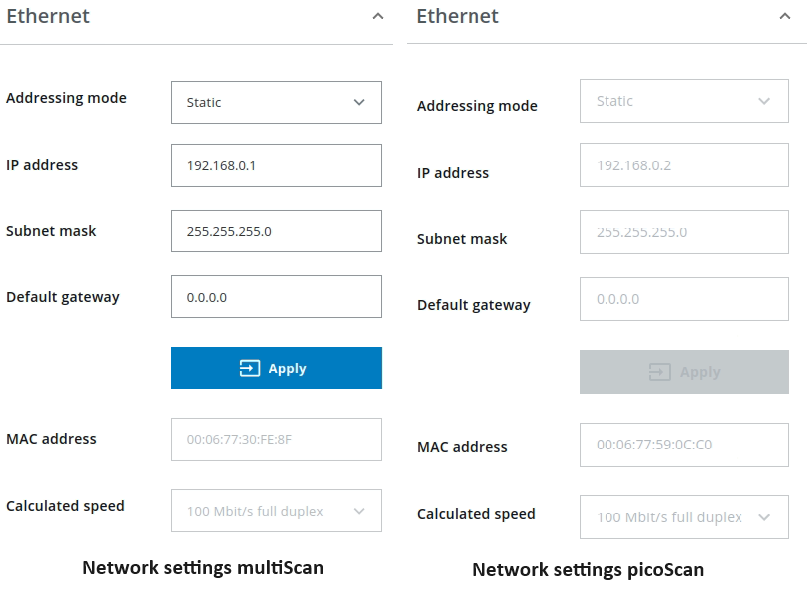 Ethernet
Addressing mode
Static
IP address
192.168.0.1
Subnet mask
255.255.255.0
Default gateway
0.0.0.0
Apply
MAC address
00:06:77:30:FE:8F
Calculated speed
100 Mbit/s full duplex
Network settings multiScan
Ethernet
Addressing mode
Static
IP address
192.168.0.2
Subnet mask
255.255.255.0
Default gateway
0.0.0.0
Apply
MAC address
00:06:77:59:0C:C0
Calculated speed
100 Mbit/s full duplex
Network settings picoScan